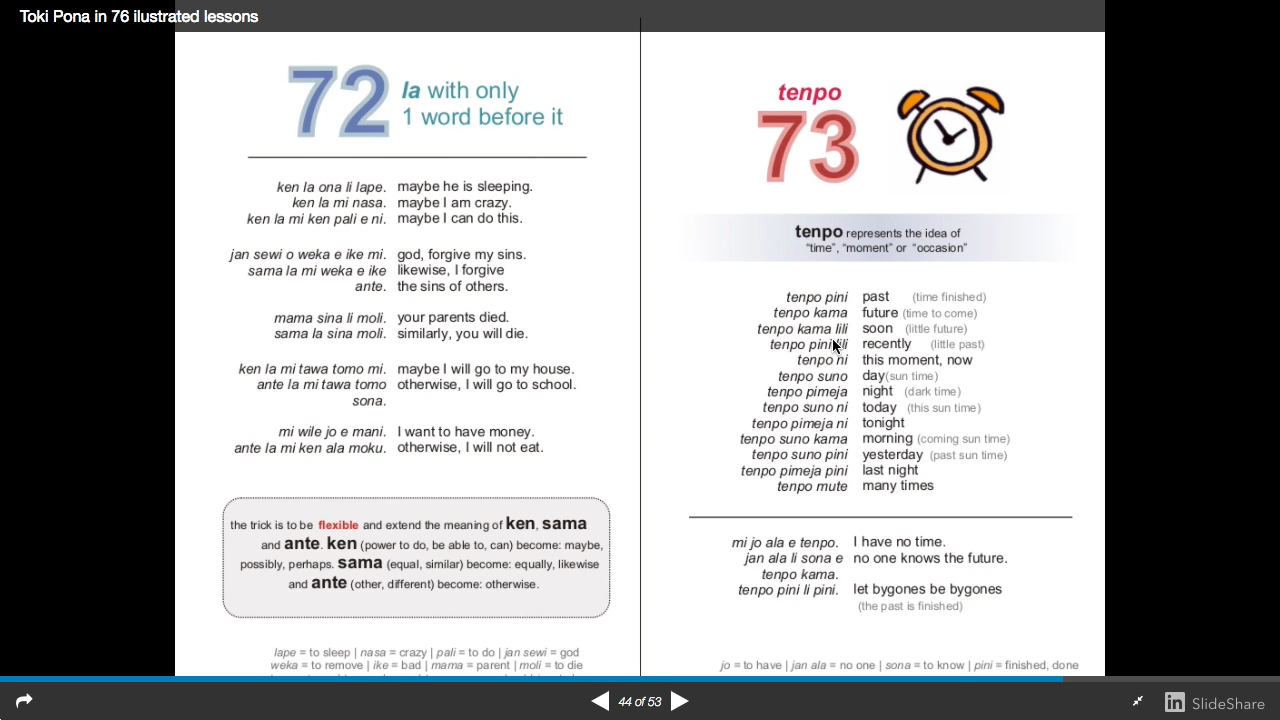 Toki Pona in 76 ilustrated lessons
72
la with only
1 word before it
ken la ona li lape. maybe he is sleeping.
ken la mi nasa. maybe I am crazy.
ken la mi ken pali e ni. maybe I can do this.
jan sewi o weka e ike mi. god, forgive my sins.
sama la mi weka e ike likewise, I forgive
ante. the sins of others.
mama sina li moli. your parents died.
sama la sina moli. similarly, you will die.
ken la mi tawa tomo mi. maybe I will go to my house.
ante la mi tawa tomo otherwise, I will go to school.
sona.
mi wile jo e mani. I want to have money.
ante la mi ken ala moku. otherwise, I will not eat.
the trick is to be flexible and extend the meaning of ken, sama
and ante. ken (power to do, be able to, can) become: maybe,
possibly, perhaps. sama (equal, similar) become: equally, likewise
and ante (other, different) become: otherwise.
lape = to sleep | nasa = crazy | pali = to do | jan sewi = god
weka = to remove | ike = bad | mama = parent | moli = to die
tenpo
73
tenpo represents the idea of
“time”, “moment” or “occasion”
tenpo pini past (time finished)
tenpo kama future (time to come)
tenpo kama lili soon (little future)
tenpo pini lili recently (little past)
tenpo ni this moment, now
tenpo suno day(sun time)
tenpo pimeja night (dark time)
tenpo suno ni today (this sun time)
tenpo pimeja ni tonight
tenpo suno kama morning (coming sun time)
tenpo suno pini yesterday (past sun time)
tenpo pimeja pini last night
tenpo mute many times
mi jo ala e tenpo. I have no time.
jan ala li sona e no one knows the future.
tenpo kama.
tenpo pini li pini. let bygones be bygones
(the past is finished)
jo = to have | jan ala = no one | sona = to know | pini = finished, done
44 of 53
in SlideShare